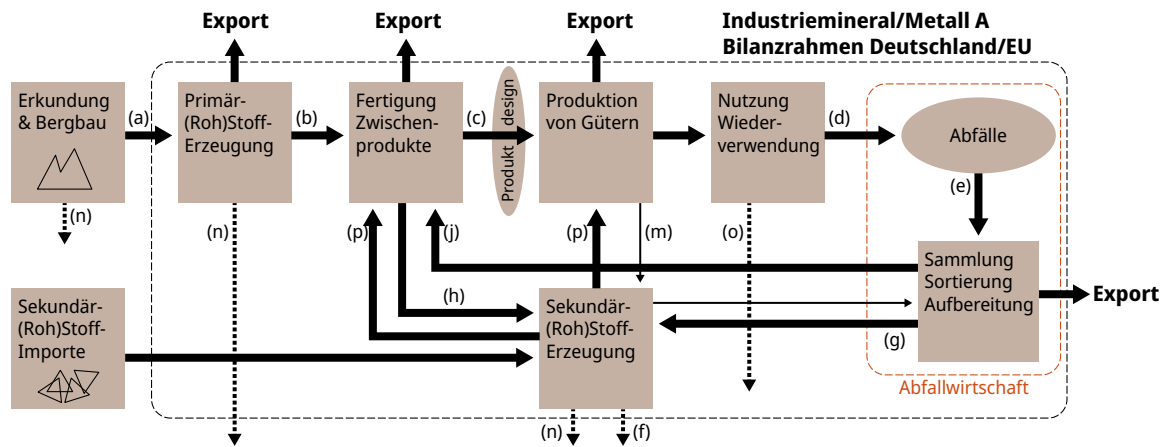 Export
Export
Export
Industriemineral/Metall A
Bilanzrahmen Deutschland/EU
Erkundung
& Bergbau
(a)
Primär-
(Roh)Stoff-
Erzeugung
(b)
Fertigung
Zwischen-
produkte
(c)
Produkt design
Produktion
von Gütern
Nutzung
Wieder-
verwendung
(d)
Abfälle
(e)
(n)
(n)
(p)
(j)
(p)
(m)
(o)
Sammlung
Sortierung
Aufbereitung
Export
Sekundär-
(Roh)Stoff-
Importe
(h)
Sekundär-
(Roh)Stoff-
Erzeugung
(g)
Abfallwirtschaft
(n)
(f)